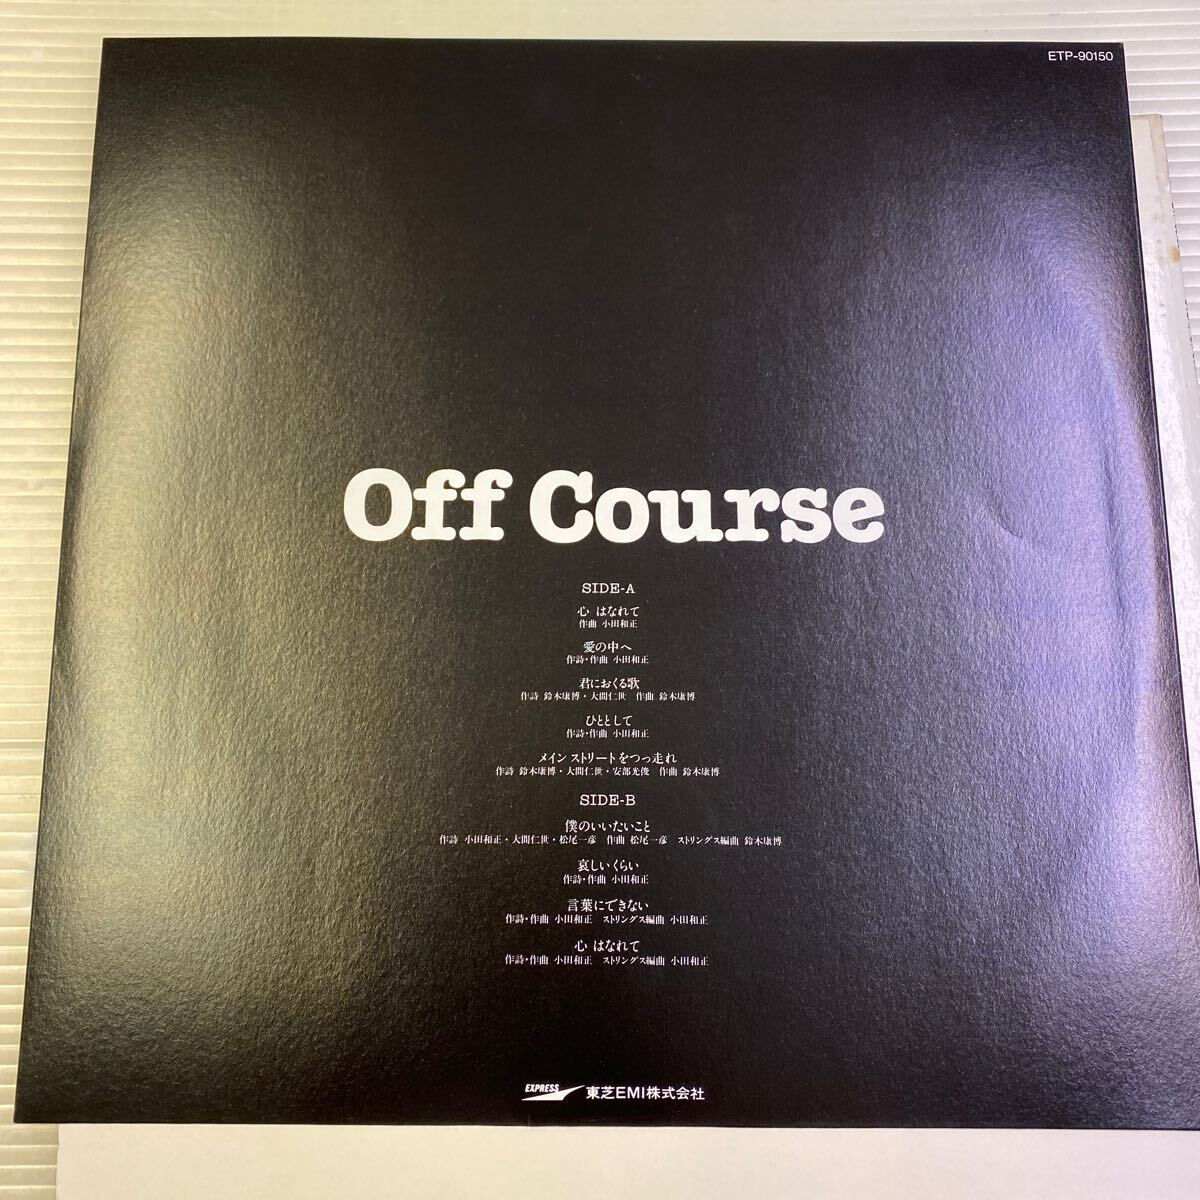 ETP-90150
Off Course
SIDE-A
心 はなれて
作曲 小田和正
愛の中へ
作詩・作曲 小田和正
君におくる歌
作詩 鈴木康博・大間仁世 作曲 鈴木康博
ひととして
作詩・作曲 小田和正
メイン ストリートをつっ走れ
作詩 鈴木康博・大間仁世・安部光俊 作曲 鈴木康博
SIDE-B
僕のいいたいこと
作詩 小田和正・大間仁世・松尾一彦 作曲 松尾一彦 ストリングス編曲 鈴木康博
哀しいくらい
作詩・作曲 小田和正
言葉にできない
作詩・作曲 小田和正 ストリングス編曲 小田和正
心 はなれて
作詩・作曲 小田和正 ストリングス編曲 小田和正
EXPRESS 東芝EMI株式会社